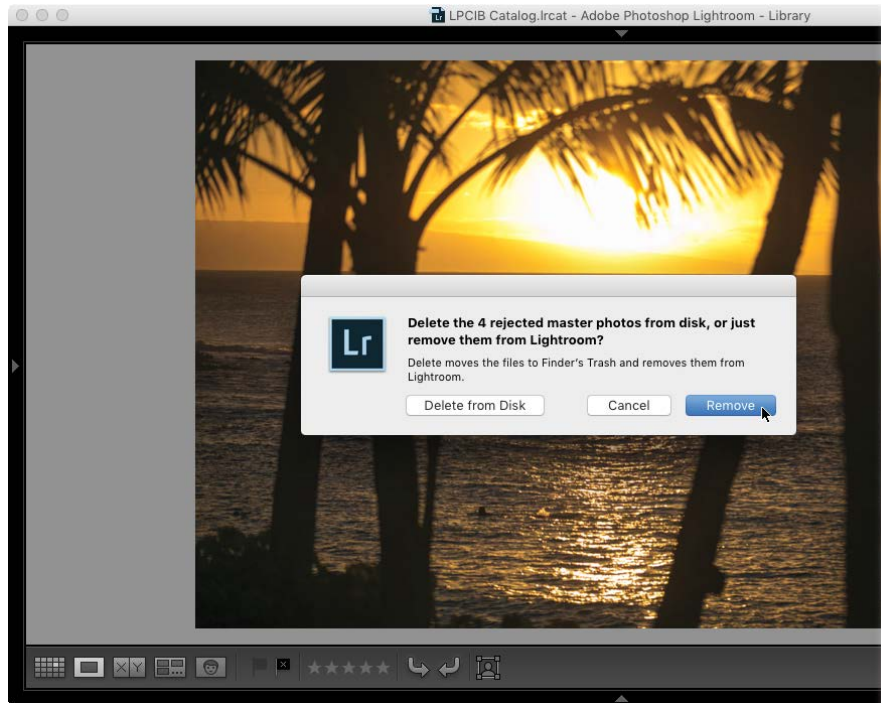 LPCIB Catalog.lrcat - Adobe Photoshop Lightroom - Library
Delete the 4 rejected master photos from disk, or just
remove them from Lightroom?
Lr
Delete moves the files to Finder's Trash and removes them from
Lightroom.
Delete from Disk Cancel Remove
X Y